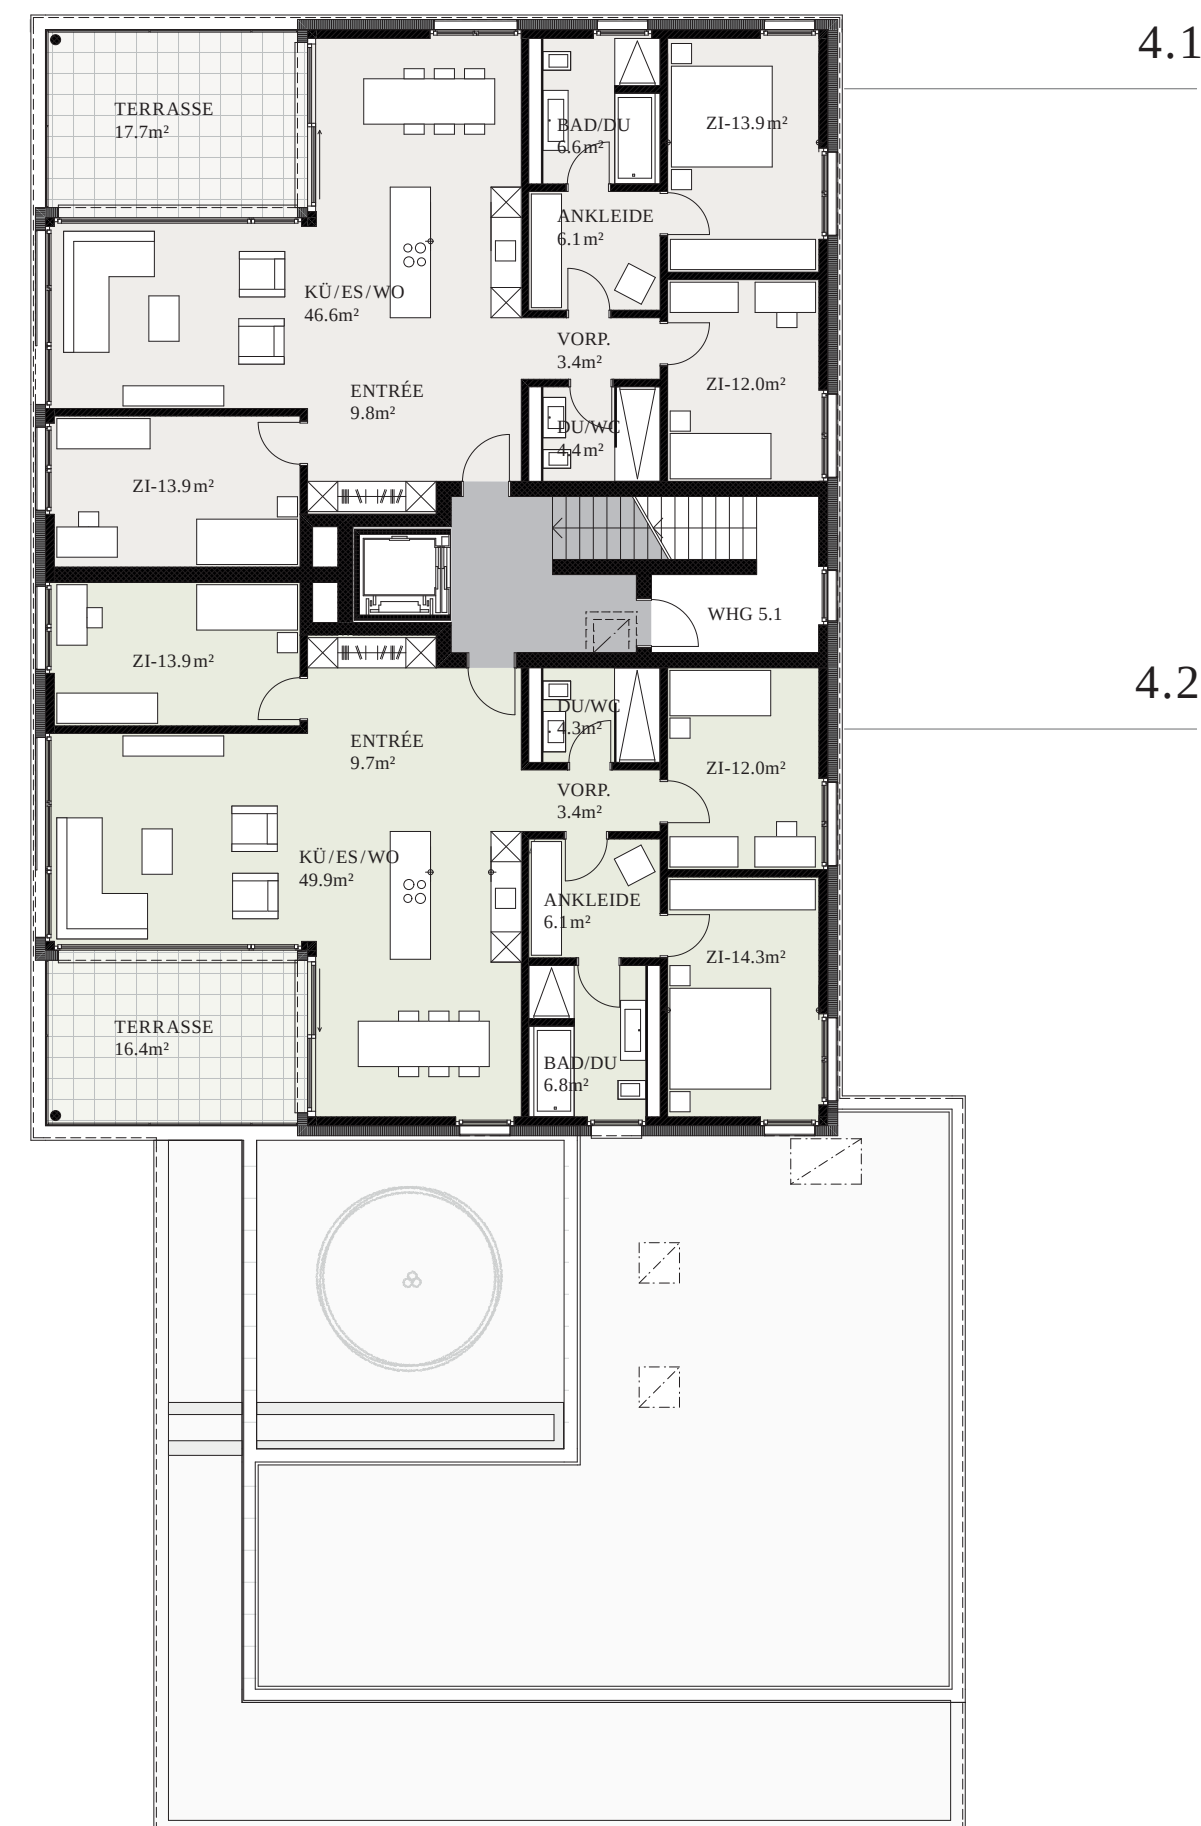 4.1
TERRASSE
17.7m²
BAD/DU
6.6m²
ZI-13.9m²
ANKLEIDE
6.1m²
KÜ/ES/WO
46.6m²
VORP.
3.4m²
ENTRÉE
9.8m²
ZI-12.0m²
DU/WC
4.4m²
ZI-13.9m²
WHG 5.1
ZI-13.9m²
4.2
DU/WC
4.3m²
ENTRÉE
9.7m²
ZI-12.0m²
VORP.
3.4m²
KÜ/ES/WO
49.9m²
ANKLEIDE
6.1m²
ZI-14.3m²
TERRASSE
16.4m²
BAD/DU
6.8m²